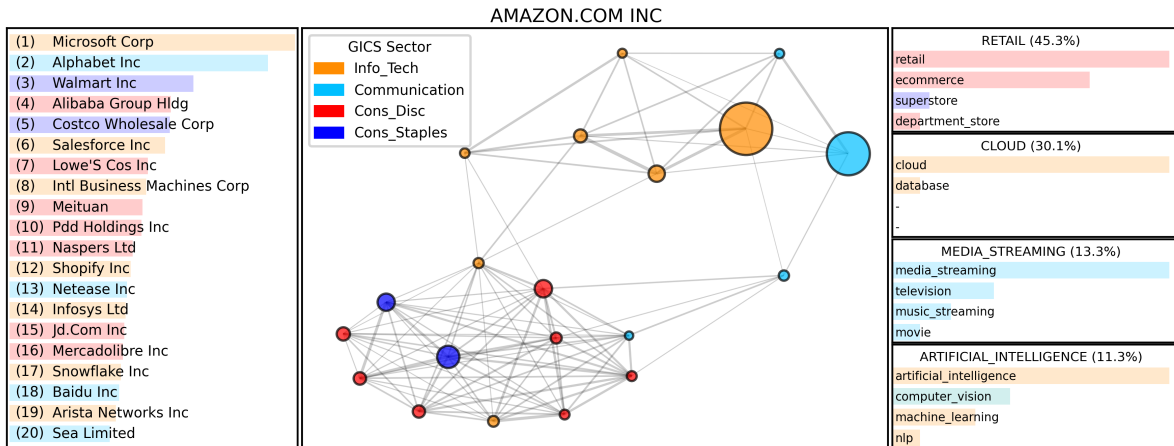 AMAZON.COM INC
(1) Microsoft Corp
(2) Alphabet Inc
(3) Walmart Inc
(4) Alibaba Group Hldg
(5) Costco Wholesale Corp
(6) Salesforce Inc
(7) Lowe'S Cos Inc
(8) Intl Business Machines Corp
(9) Meituan
(10) Pdd Holdings Inc
(11) Naspers Ltd
(12) Shopify Inc
(13) Netease Inc
(14) Infosys Ltd
(15) Jd.Com Inc
(16) Mercadolibre Inc
(17) Snowflake Inc
(18) Baidu Inc
(19) Arista Networks Inc
(20) Sea Limited
GICS Sector
Info_Tech
Communication
Cons_Disc
Cons_Staples
RETAIL (45.3%)
retail
ecommerce
superstore
department_store
CLOUD (30.1%)
cloud
database
-
-
MEDIA_STREAMING (13.3%)
media_streaming
television
music_streaming
movie
ARTIFICIAL_INTELLIGENCE (11.3%)
artificial_intelligence
computer_vision
machine_learning
nlp